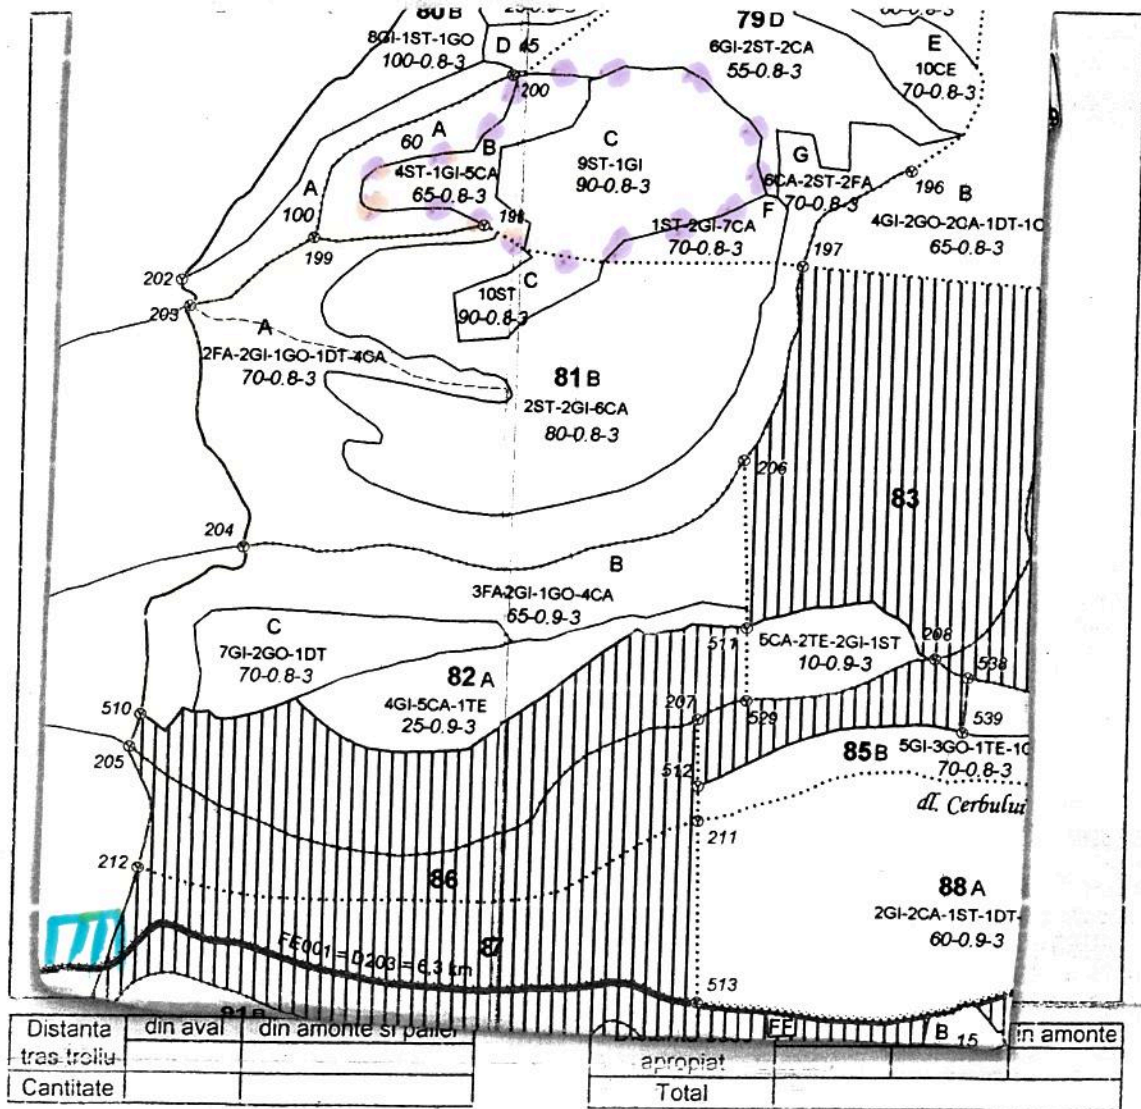 80 B
25-0.9-3
8GI-1ST-1GO
100-0.8-3
D 45
79 D
6GI-2ST-2CA
55-0.8-3
E
10CE
70-0.8-3
200
A
60
B
4ST-1GI-5CA
65-0.8-3
C
9ST-1GI
90-0.8-3
G
6CA-2ST-2FA
70-0.8-3
196
B
4GI-2GO-2CA-1DT-1C
65-0.8-3
A
100
199
198
1ST-2GI-7CA
70-0.8-3
F
197
202
203
C
10ST
90-0.8-3
A
2FA-2GI-1GO-1DT-4CA
70-0.8-3
81 B
2ST-2GI-6CA
80-0.8-3
206
83
204
B
3FA2GI-1GO-4CA
65-0.9-3
C
7GI-2GO-1DT
70-0.8-3
82 A
4GI-5CA-1TE
25-0.9-3
511
5CA-2TE-2GI-1ST
10-0.9-3
208
538
510
205
207
529
539
512
85 B
5GI-3GO-1TE-1C
70-0.8-3
dl. Cerbului
211
212
86
88 A
2GI-2CA-1ST-1DT-
60-0.9-3
87
FE001 = D203 = 6.3 km
513
81 B
FE
B 15
Distanta
tras troliu
din aval
din amonte si palier
apropiat
in amonte
Cantitate
Total